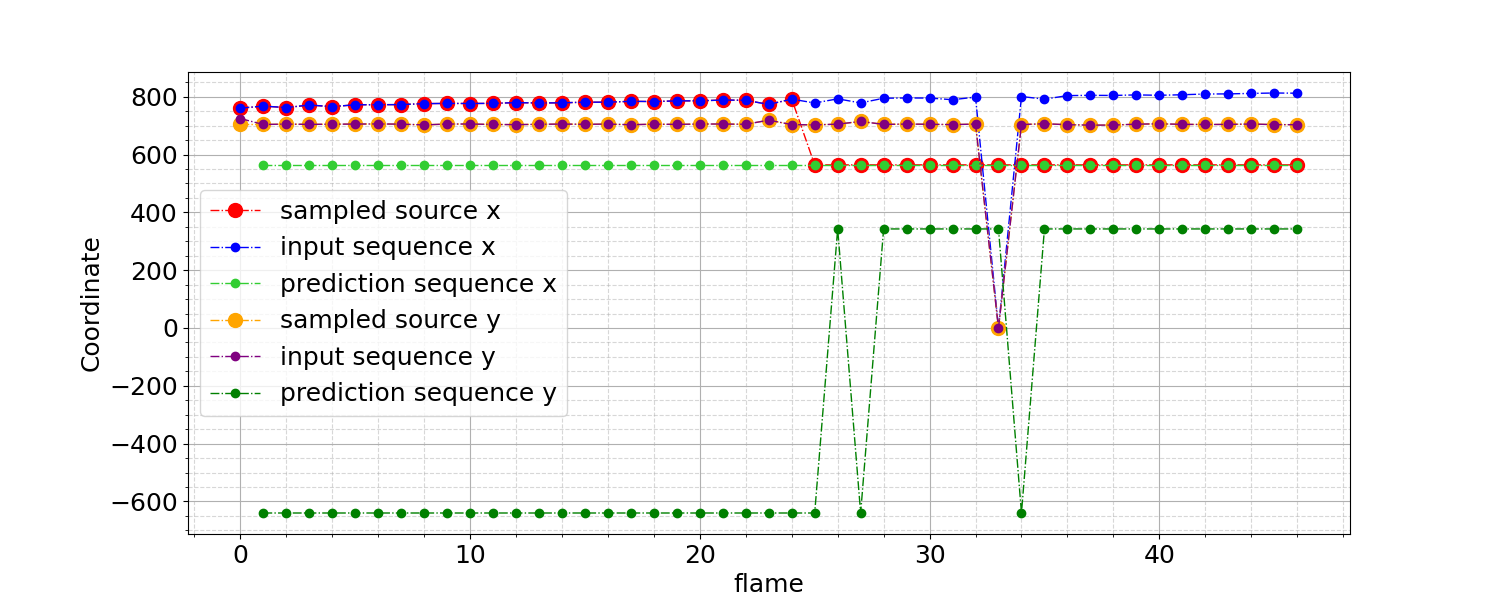 800
600
400
200
0
−200
−400
−600
Coordinate
sampled source x
input sequence x
prediction sequence x
sampled source y
input sequence y
prediction sequence y
0 10 20 30 40
flame